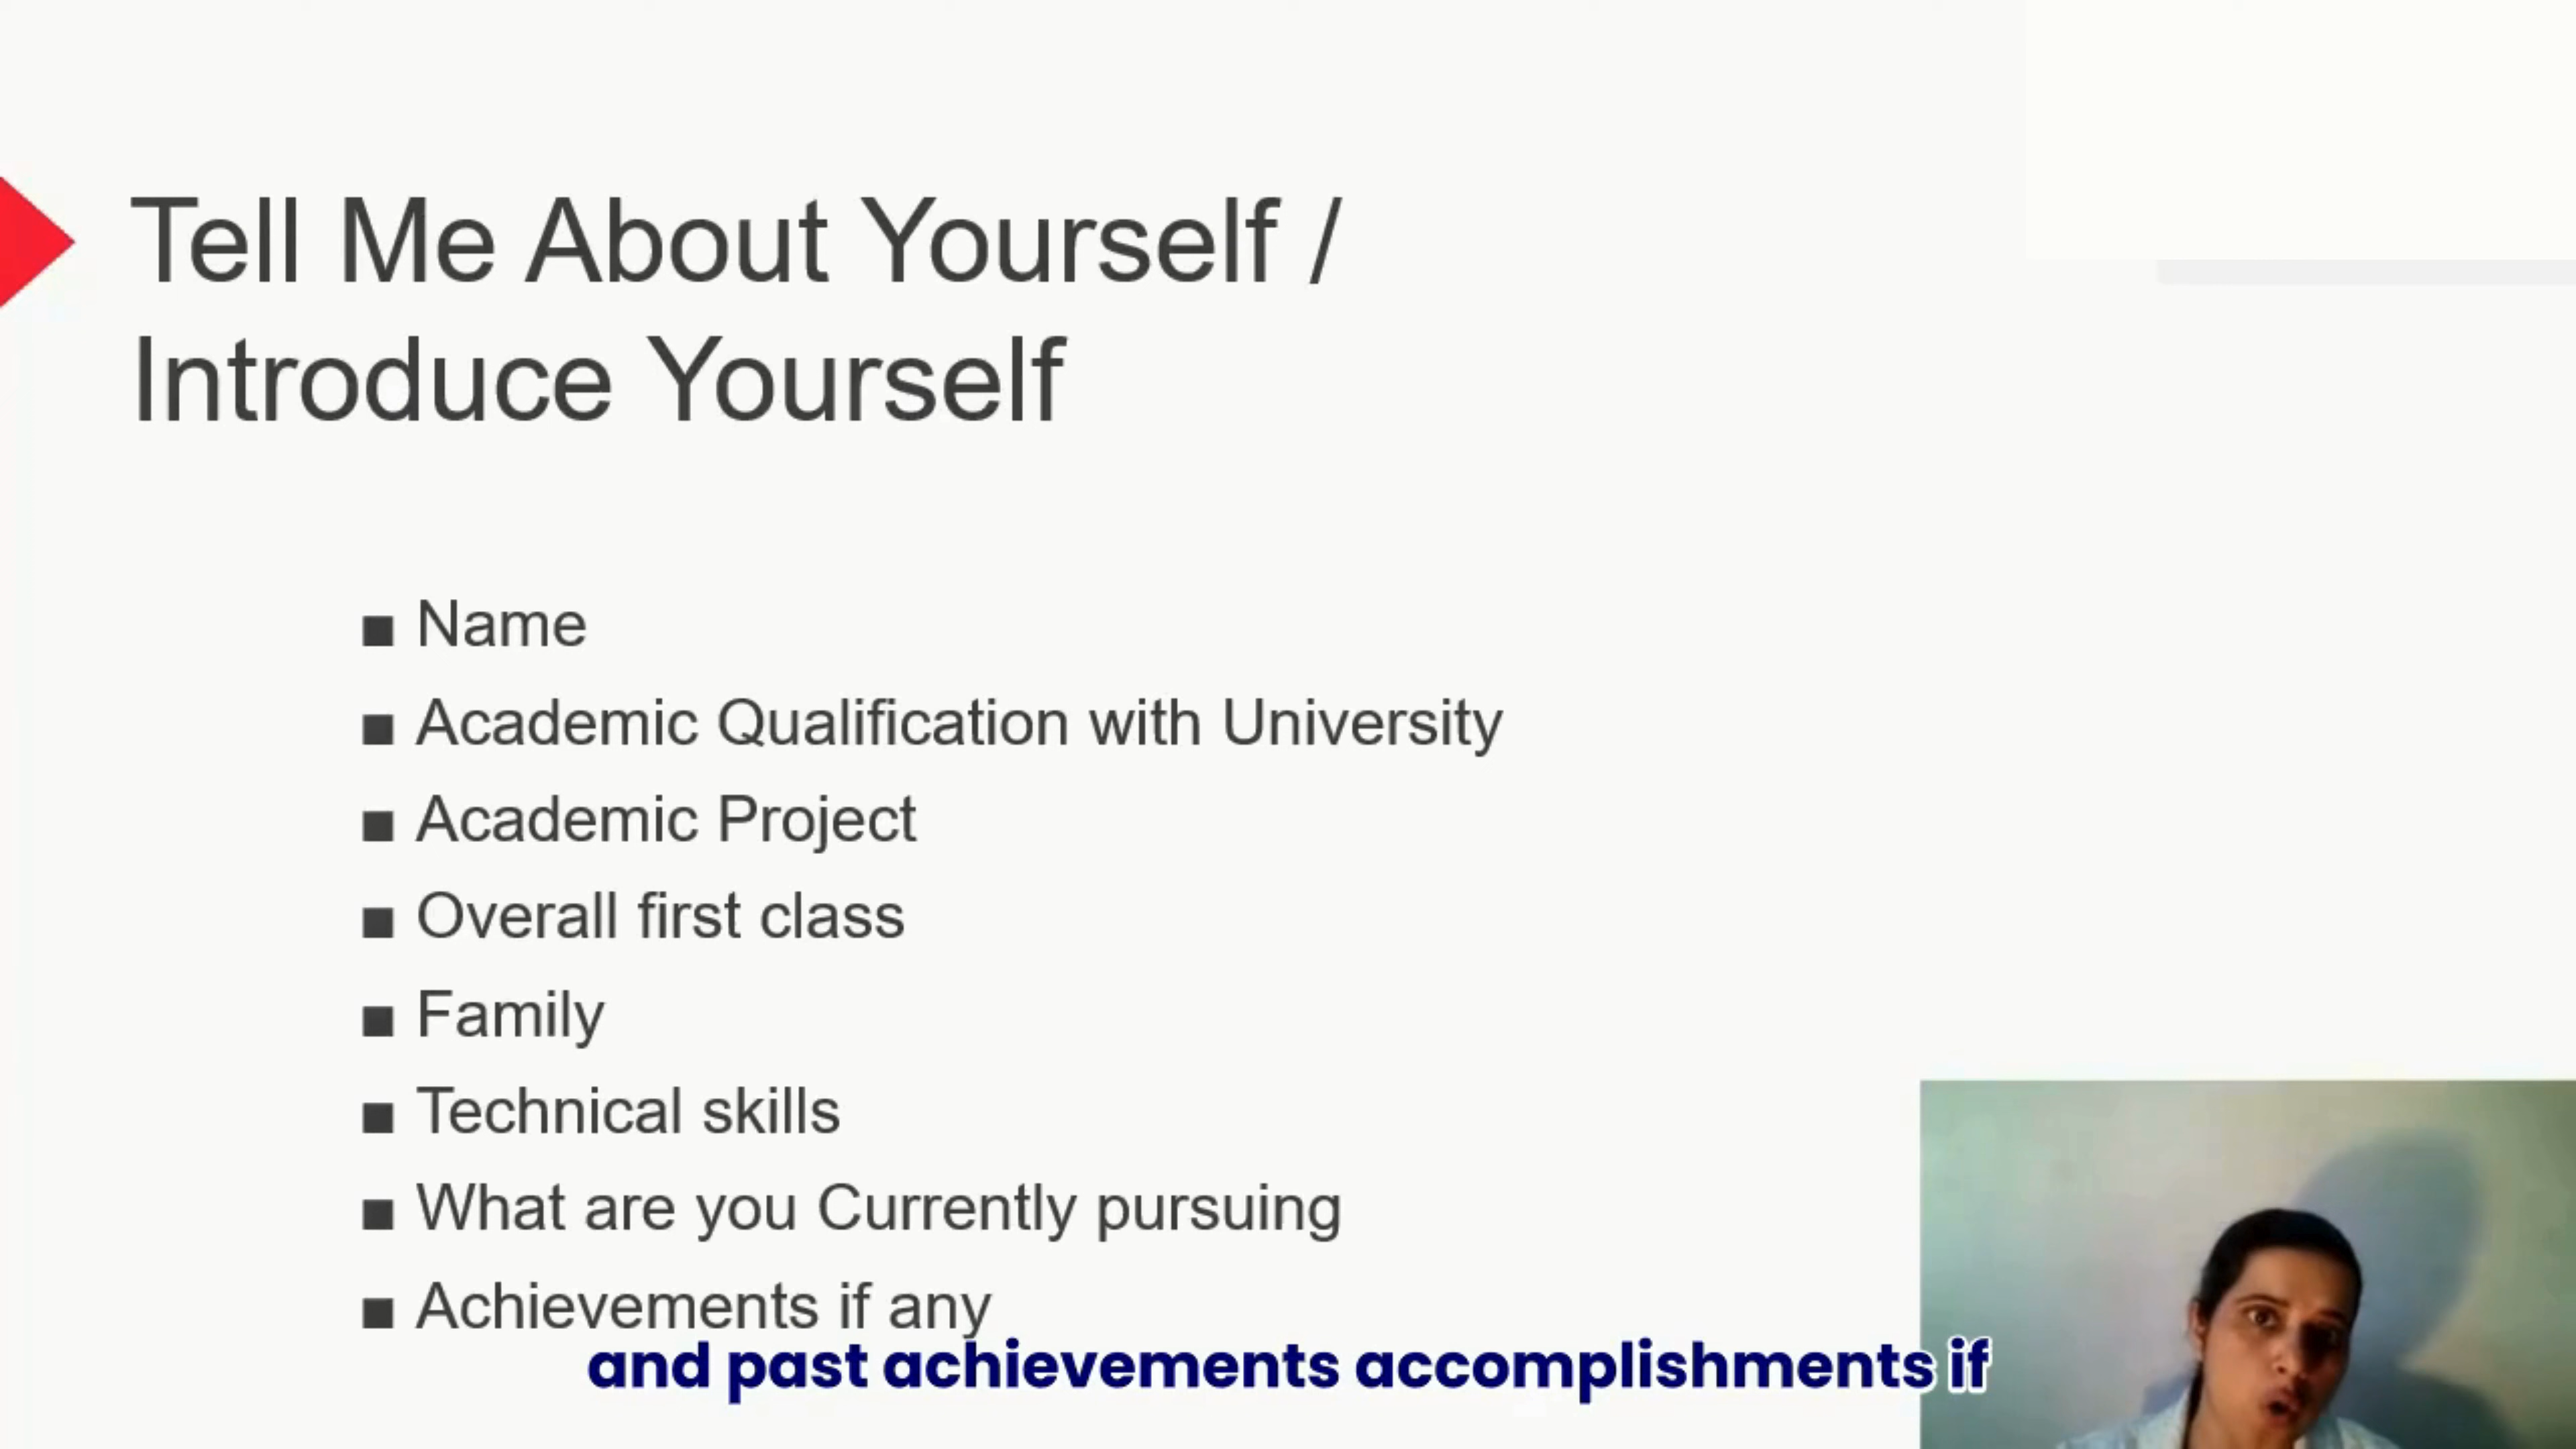 Tell Me About Yourself /
Introduce Yourself
■ Name
■ Academic Qualification with University
■ Academic Project
■ Overall first class
■ Family
■ Technical skills
■ What are you Currently pursuing
■ Achievements if any
and past achievements accomplishments if